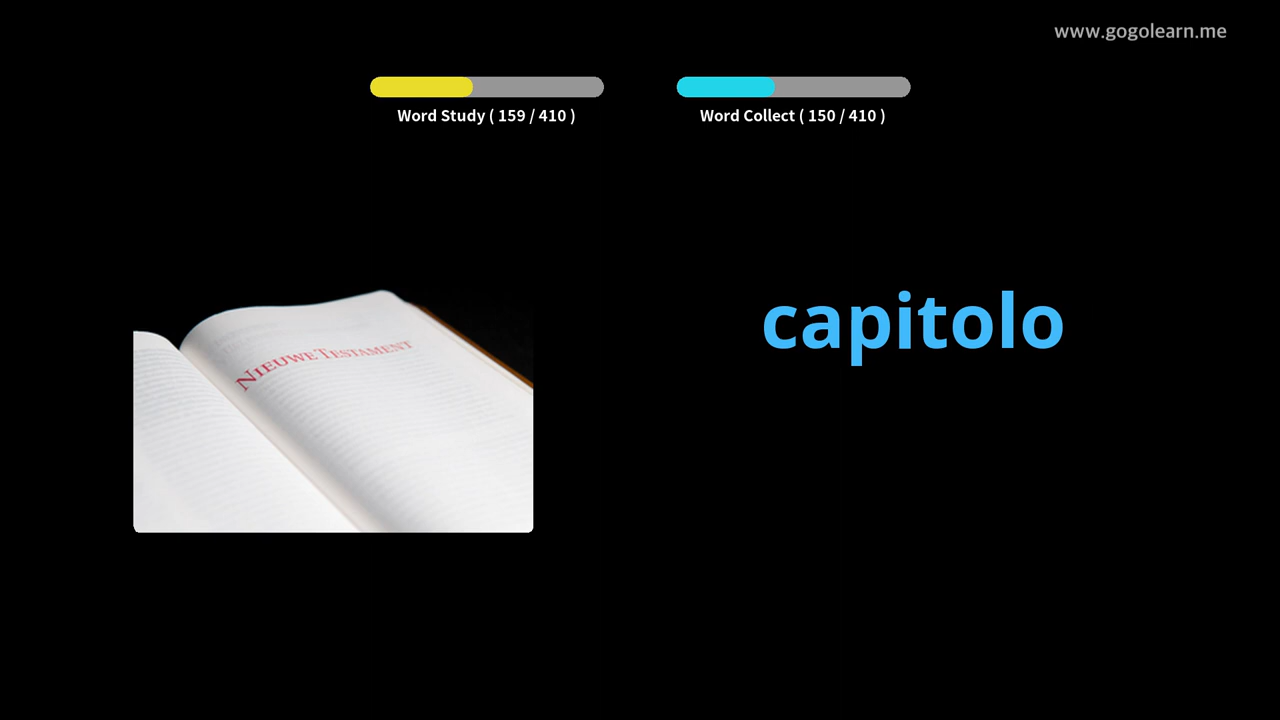 www.gogolearn.me
Word Study ( 159 / 410 )
Word Collect ( 150 / 410 )
NIEUWE TESTAMENT
capitolo